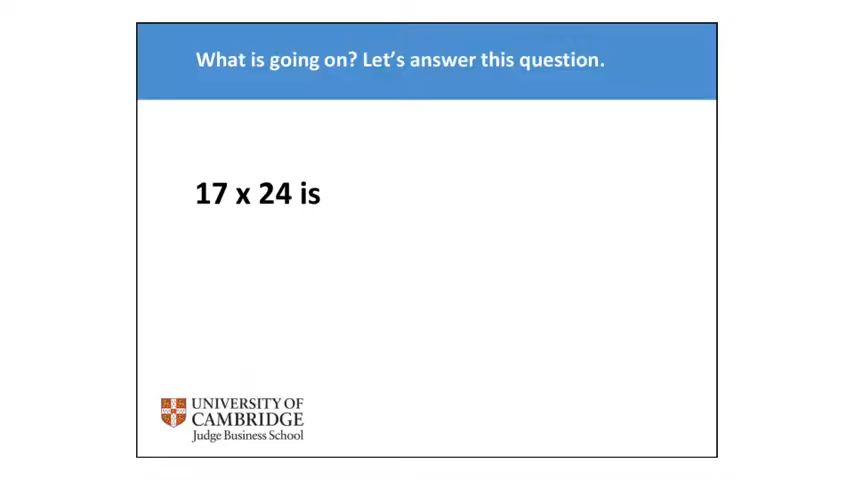 What is going on? Let’s answer this question.
17 x 24 is
UNIVERSITY OF
CAMBRIDGE
Judge Business School